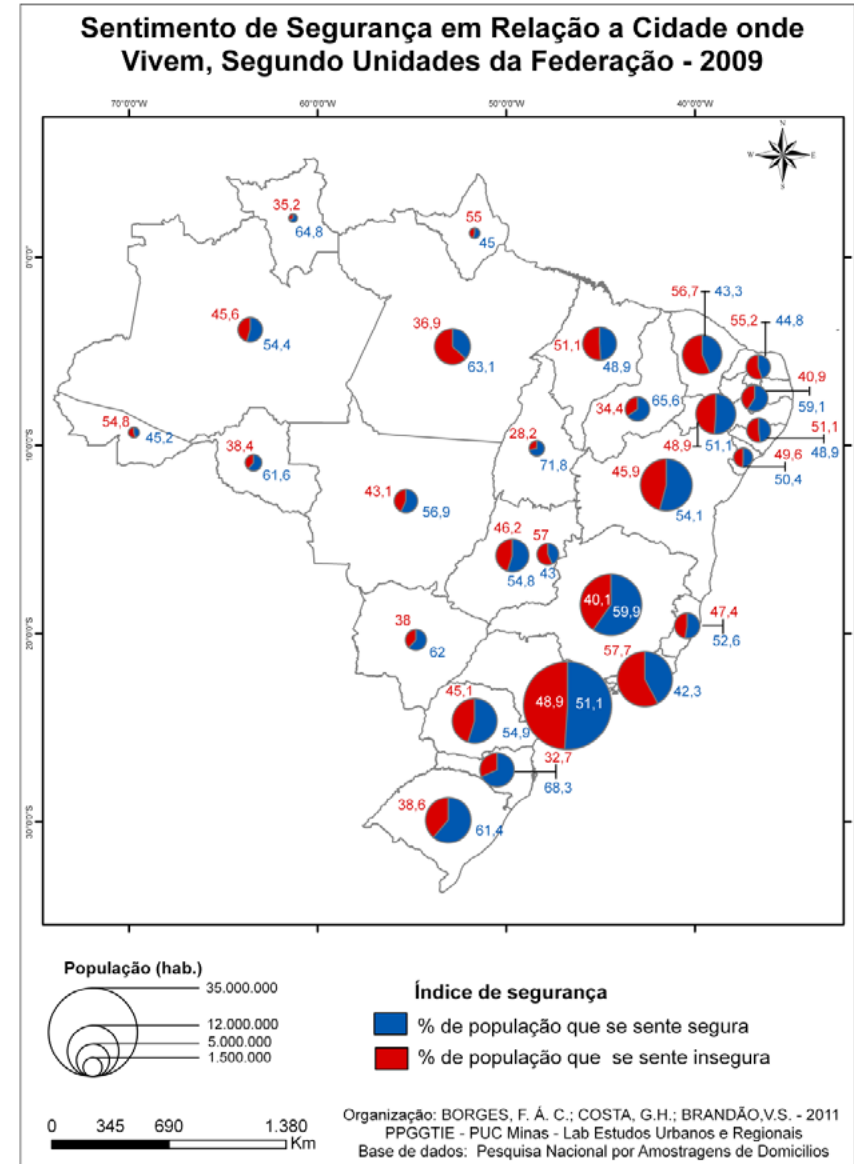 Sentimento de Segurança em Relação a Cidade onde
Vivem, Segundo Unidades da Federação - 2009
70°0'0"W 60°0'0"W 50°0'0"W 40°0'0"W
N
W E
S
35,2
64,8
55
45
0°0'0"
45,6
54,4
36,9
63,1
51,1
48,9
56,7 43,3
55,2 44,8
40,9
59,1
34,4 65,6
48,9 51,1
51,1
48,9
49,6
50,4
54,8
45,2
10°0'0"S
38,4
61,6
28,2
71,8
45,9
54,1
43,1
56,9
46,2
54,8
57
43
40,1 59,9
47,4
52,6
20°0'0"S
38
62
57,7
42,3
48,9 51,1
45,1
54,9
32,7
68,3
38,6
61,4
30°0'0"S
População (hab.)
35.000.000
12.000.000
5.000.000
1.500.000
Índice de segurança
% de população que se sente segura
% de população que se sente insegura
0 345 690 1.380
Km
Organização: BORGES, F. Á. C.; COSTA, G.H.; BRANDÃO,V.S. - 2011
PPGGTIE - PUC Minas - Lab Estudos Urbanos e Regionais
Base de dados: Pesquisa Nacional por Amostragens de Domicilios